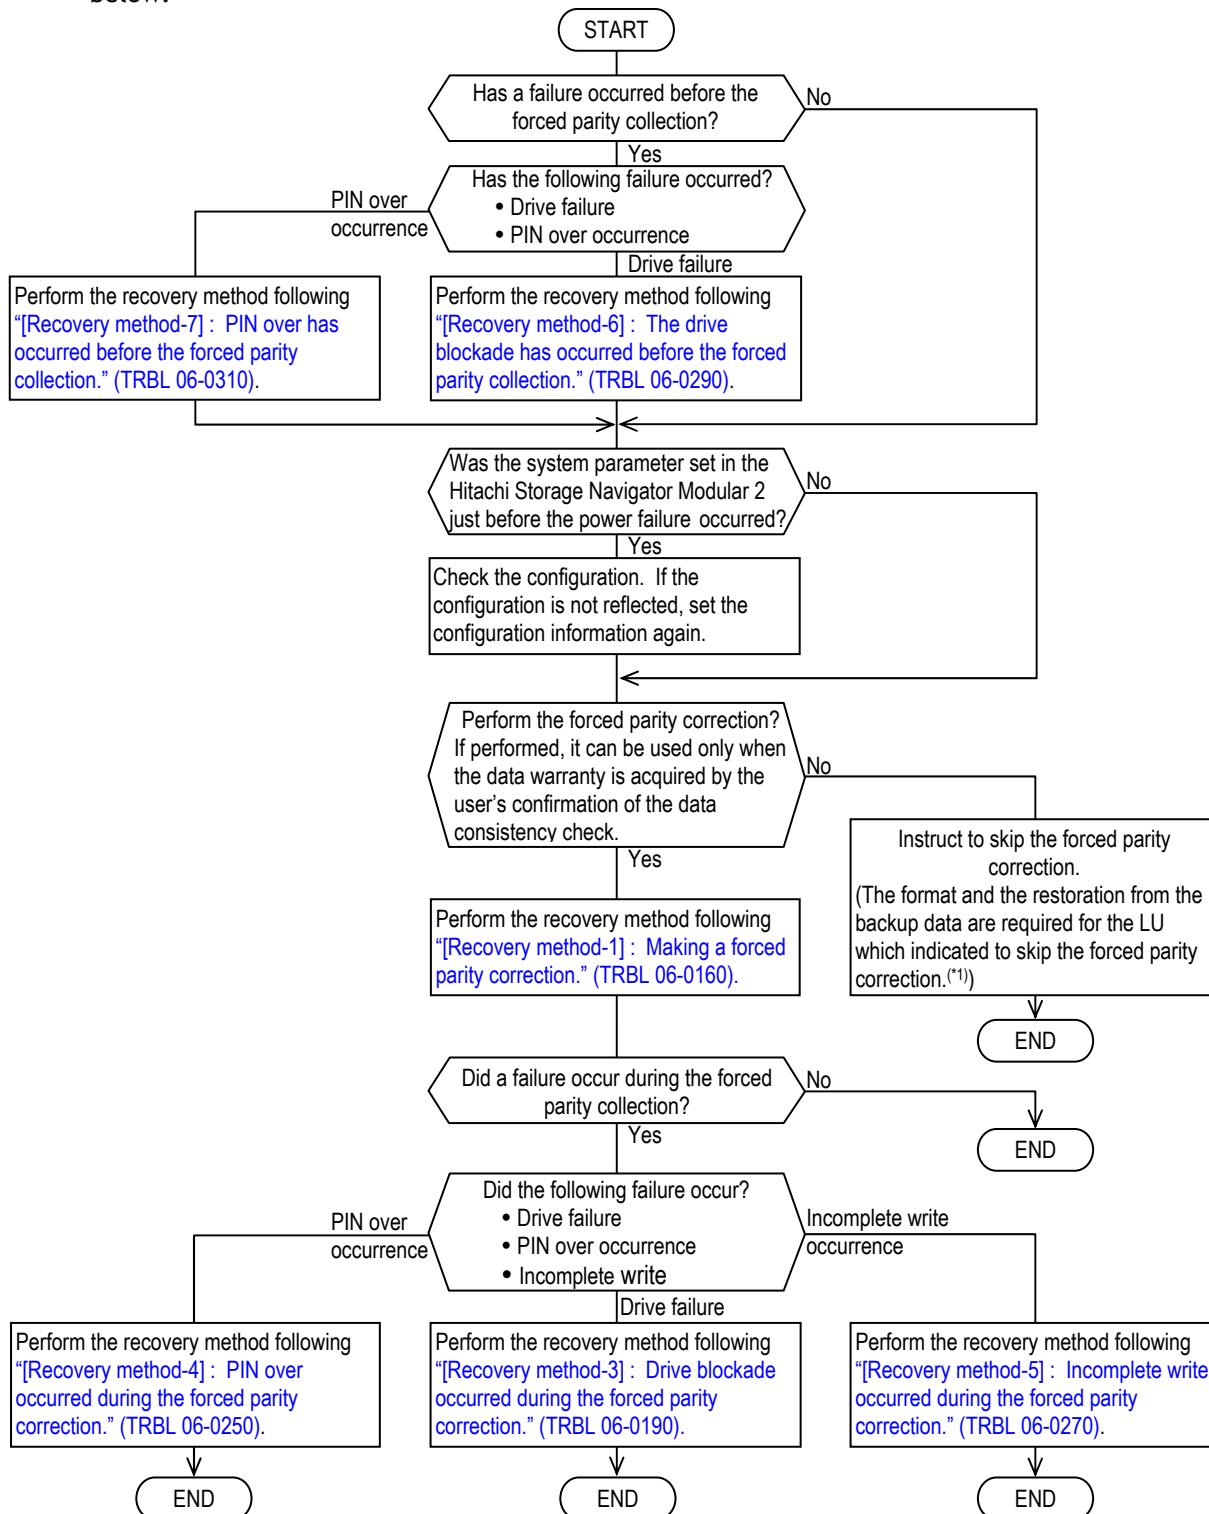 below.
START
Has a failure occurred before the
forced parity collection?
No
Yes
Has the following failure occurred?
• Drive failure
• PIN over occurrence
PIN over
occurrence
Drive failure
Perform the recovery method following
“[Recovery method-7] : PIN over has
occurred before the forced parity
collection.” (TRBL 06-0310).
Perform the recovery method following
“[Recovery method-6] : The drive
blockade has occurred before the forced
parity collection.” (TRBL 06-0290).
Was the system parameter set in the
Hitachi Storage Navigator Modular 2
just before the power failure occurred?
No
Yes
Check the configuration. If the
configuration is not reflected, set the
configuration information again.
Perform the forced parity correction?
If performed, it can be used only when
the data warranty is acquired by the
user’s confirmation of the data
consistency check.
No
Yes
Instruct to skip the forced parity
correction.
(The format and the restoration from the
backup data are required for the LU
which indicated to skip the forced parity
correction.(*1))
END
Perform the recovery method following
“[Recovery method-1] : Making a forced
parity correction.” (TRBL 06-0160).
Did a failure occur during the forced
parity collection?
No
END
Yes
Did the following failure occur?
• Drive failure
• PIN over occurrence
• Incomplete write
PIN over
occurrence
Incomplete write
occurrence
Drive failure
Perform the recovery method following
“[Recovery method-4] : PIN over
occurred during the forced parity
correction.” (TRBL 06-0250).
Perform the recovery method following
“[Recovery method-3] : Drive blockade
occurred during the forced parity
correction.” (TRBL 06-0190).
Perform the recovery method following
“[Recovery method-5] : Incomplete write
occurred during the forced parity
correction.” (TRBL 06-0270).
END
END
END